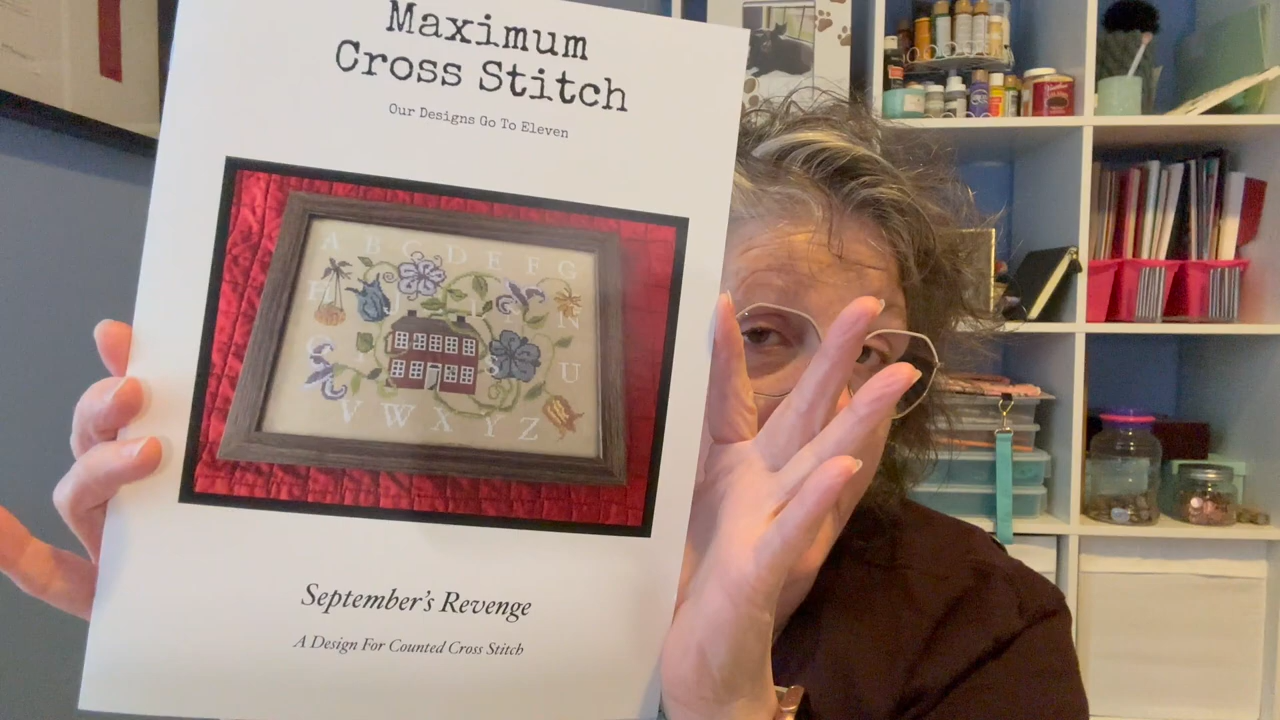 Maximum
Cross Stitch
Our Designs Go To Eleven
A B C D E F G
N
S U
V W X Y Z
September's Revenge
A Design For Counted Cross Stitch